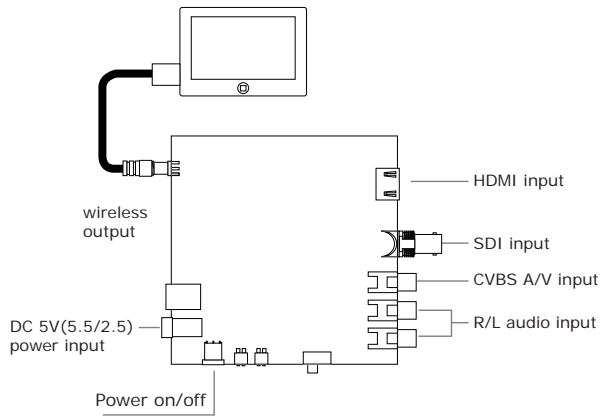 HDMI input
wireless
output
SDI input
CVBS A/V input
R/L audio input
DC 5V(5.5/2.5)
power input
Power on/off